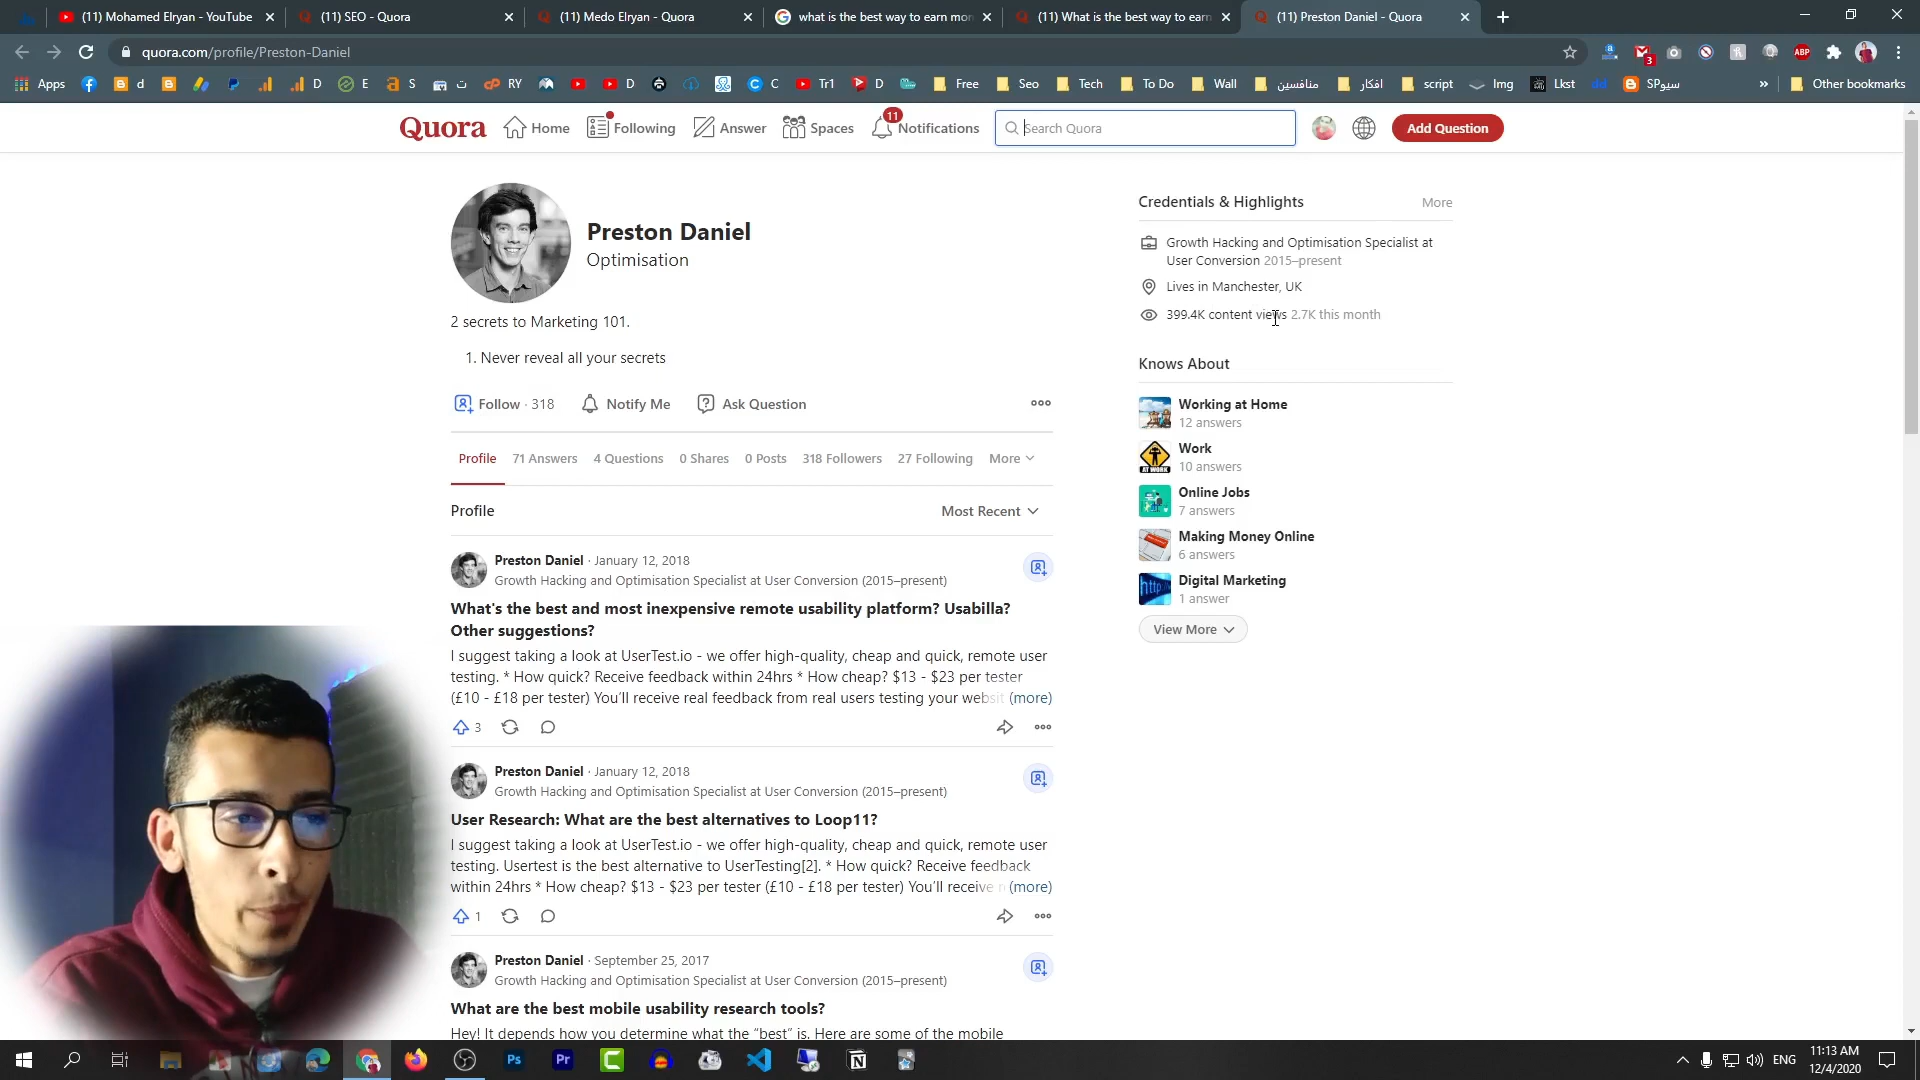 (11) Mohamed Elryan - YouTube
(11) SEO - Quora
(11) Medo Elryan - Quora
what is the best way to earn mon
(11) What is the best way to earn
(11) Preston Daniel - Quora
quora.com/profile/Preston-Daniel
3
ABP
Apps
d
D
E
S
ت
RY
D
C
Tr1
D
Free
Seo
Tech
To Do
Wall
منافسين
افكار
script
Img
Lkst
dd
سيوSP
»
Other bookmarks
Quora
Home
Following
Answer
Spaces
11
Notifications
Search Quora
Add Question
Preston Daniel
Optimisation
2 secrets to Marketing 101.
1. Never reveal all your secrets
Follow · 318
Notify Me
Ask Question
Profile
71 Answers
4 Questions
0 Shares
0 Posts
318 Followers
27 Following
More
Profile
Most Recent
Preston Daniel · January 12, 2018
Growth Hacking and Optimisation Specialist at User Conversion (2015–present)
What's the best and most inexpensive remote usability platform? Usabilla?
Other suggestions?
I suggest taking a look at UserTest.io - we offer high-quality, cheap and quick, remote user
testing. * How quick? Receive feedback within 24hrs * How cheap? $13 - $23 per tester
(£10 - £18 per tester) You’ll receive real feedback from real users testing your websit (more)
3
Preston Daniel · January 12, 2018
Growth Hacking and Optimisation Specialist at User Conversion (2015–present)
User Research: What are the best alternatives to Loop11?
I suggest taking a look at UserTest.io - we offer high-quality, cheap and quick, remote user
testing. Usertest is the best alternative to UserTesting[2]. * How quick? Receive feedback
within 24hrs * How cheap? $13 - $23 per tester (£10 - £18 per tester) You’ll receive (more)
1
Preston Daniel · September 25, 2017
Growth Hacking and Optimisation Specialist at User Conversion (2015–present)
What are the best mobile usability research tools?
Hey! It depends how you determine what the “best” is. Here are some of the mobile
Credentials & Highlights
More
Growth Hacking and Optimisation Specialist at
User Conversion 2015–present
Lives in Manchester, UK
399.4K content views 2.7K this month
Knows About
Working at Home
12 answers
AT WORK
Work
10 answers
Online Jobs
7 answers
Making Money Online
6 answers
http
Digital Marketing
1 answer
View More
Ps
Pr
C
N
ENG
11:13 AM
12/4/2020